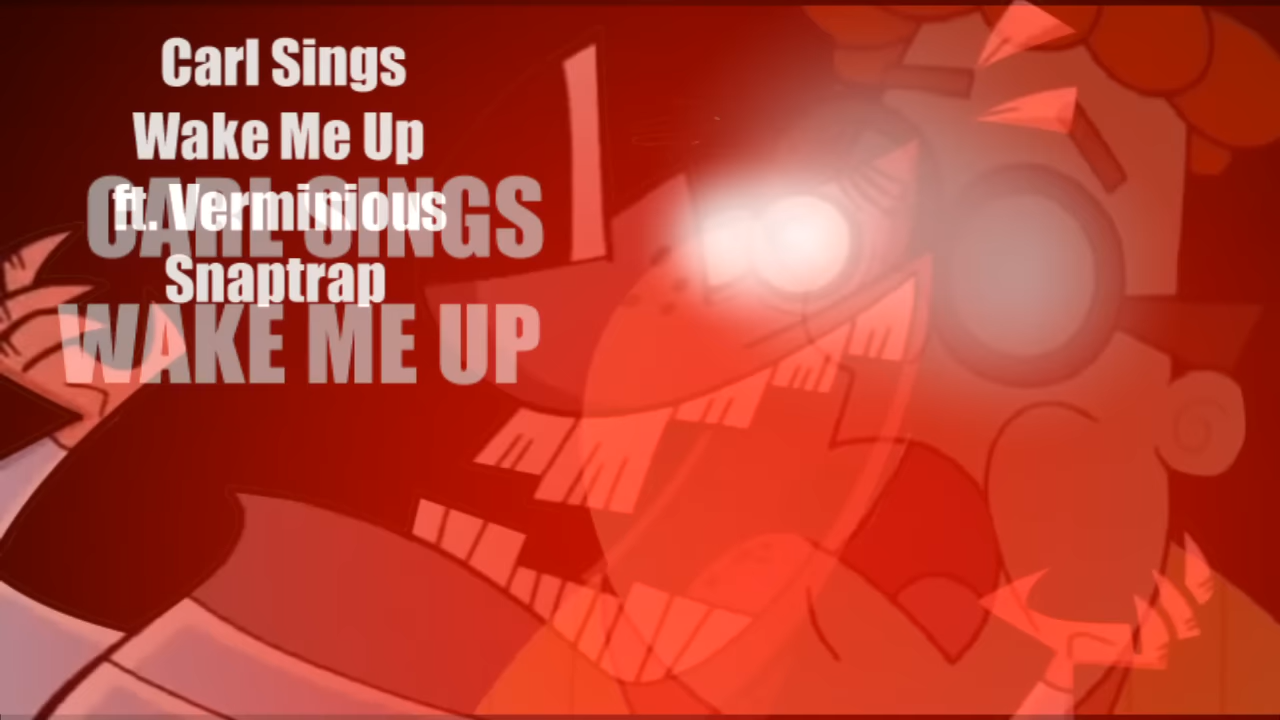 Carl Sings
Wake Me Up
ft. Verminious
Snaptrap
CARL SINGS
WAKE ME UP